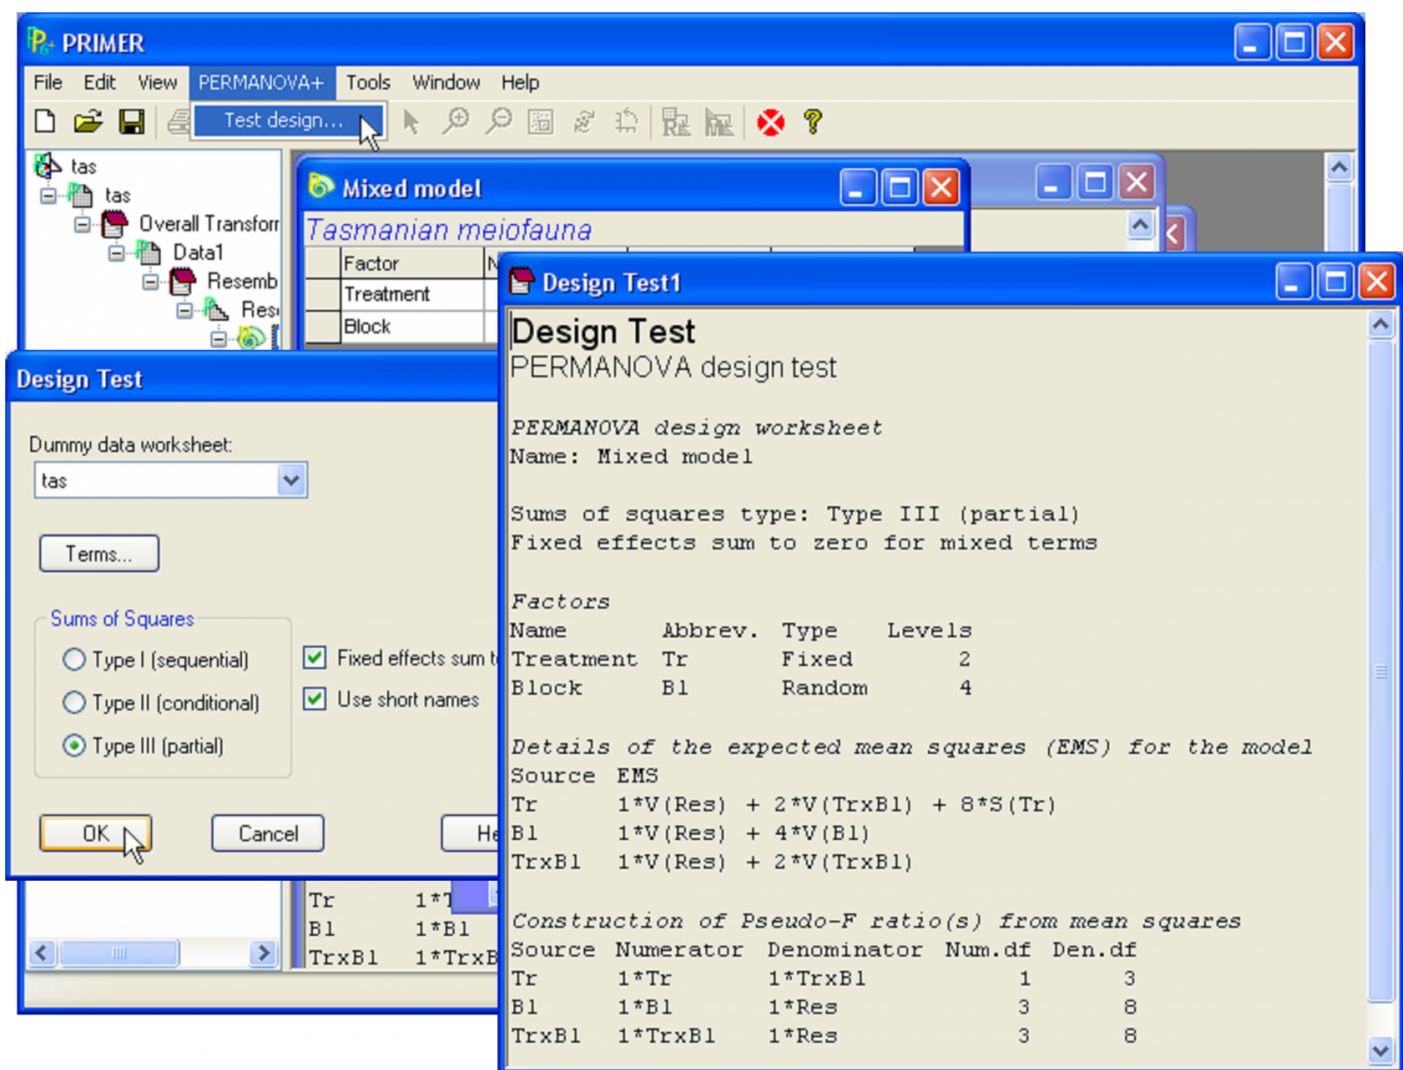 PRIMER
File Edit View PERMANOVA+ Tools Window Help
Test design...
tas
tas
Overall Transform
Data1
Resemb
Rese
Mixed model
Tasmanian meiofauna
Factor N
Treatment
Block
Design Test
Dummy data worksheet:
tas
Terms...
Sums of Squares
Type I (sequential)
Type II (conditional)
Type III (partial)
Fixed effects sum t
Use short names
OK Cancel He
Tr 1*T
Bl 1*Bl
TrxBl 1*TrxB
Design Test1
Design Test
PERMANOVA design test
PERMANOVA design worksheet
Name: Mixed model
Sums of squares type: Type III (partial)
Fixed effects sum to zero for mixed terms
Factors
Name Abbrev. Type Levels
Treatment Tr Fixed 2
Block Bl Random 4
Details of the expected mean squares (EMS) for the model
Source EMS
Tr 1*V(Res) + 2*V(TrxBl) + 8*S(Tr)
Bl 1*V(Res) + 4*V(Bl)
TrxBl 1*V(Res) + 2*V(TrxBl)
Construction of Pseudo-F ratio(s) from mean squares
Source Numerator Denominator Num.df Den.df
Tr 1*Tr 1*TrxBl 1 3
Bl 1*Bl 1*Res 3 8
TrxBl 1*TrxBl 1*Res 3 8